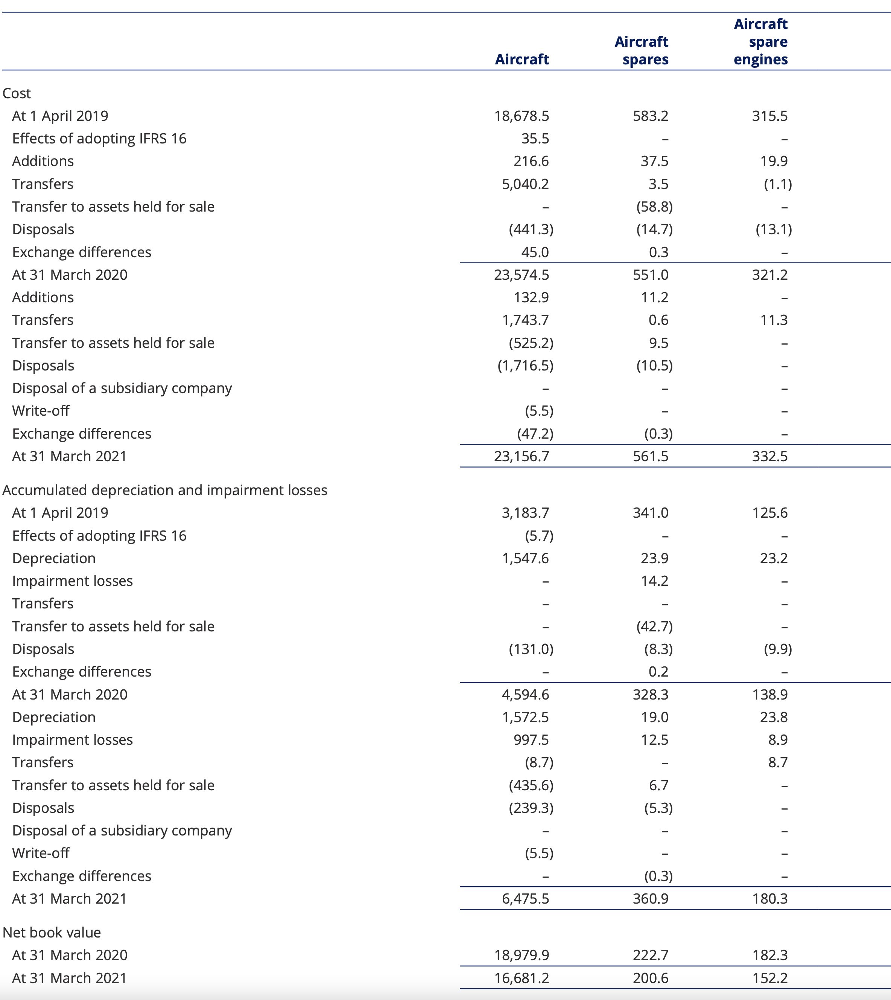 Aircraft
Aircraft spare
Aircraft spares engines
Cost
At 1 April 2019 18,678.5 583.2 315.5
Effects of adopting IFRS 16 35.5 – –
Additions 216.6 37.5 19.9
Transfers 5,040.2 3.5 (1.1)
Transfer to assets held for sale – (58.8) –
Disposals (441.3) (14.7) (13.1)
Exchange differences 45.0 0.3 –
At 31 March 2020 23,574.5 551.0 321.2
Additions 132.9 11.2 –
Transfers 1,743.7 0.6 11.3
Transfer to assets held for sale (525.2) 9.5 –
Disposals (1,716.5) (10.5) –
Disposal of a subsidiary company – – –
Write-off (5.5) – –
Exchange differences (47.2) (0.3) –
At 31 March 2021 23,156.7 561.5 332.5
Accumulated depreciation and impairment losses
At 1 April 2019 3,183.7 341.0 125.6
Effects of adopting IFRS 16 (5.7) – –
Depreciation 1,547.6 23.9 23.2
Impairment losses – 14.2 –
Transfers – – –
Transfer to assets held for sale – (42.7) –
Disposals (131.0) (8.3) (9.9)
Exchange differences – 0.2 –
At 31 March 2020 4,594.6 328.3 138.9
Depreciation 1,572.5 19.0 23.8
Impairment losses 997.5 12.5 8.9
Transfers (8.7) – 8.7
Transfer to assets held for sale (435.6) 6.7 –
Disposals (239.3) (5.3) –
Disposal of a subsidiary company – – –
Write-off (5.5) – –
Exchange differences – (0.3) –
At 31 March 2021 6,475.5 360.9 180.3
Net book value
At 31 March 2020 18,979.9 222.7 182.3
At 31 March 2021 16,681.2 200.6 152.2